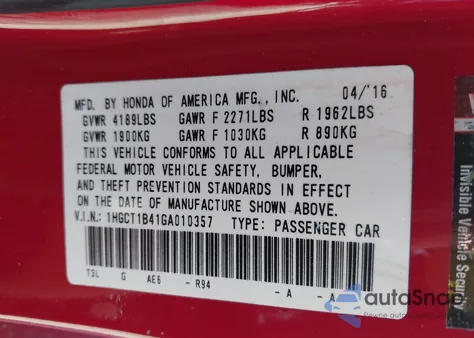 MFD. BY HONDA OF AMERICA MFG., INC. 04/'16
GVWR 4189LBS GAWR F 2271LBS R 1962LBS
GVWR 1900KG GAWR F 1030KG R 890KG
THIS VEHICLE CONFORMS TO ALL APPLICABLE
FEDERAL MOTOR VEHICLE SAFETY, BUMPER,
AND THEFT PREVENTION STANDARDS IN EFFECT
ON THE DATE OF MANUFACTURE SHOWN ABOVE.
V.I.N.: 1HGCT1B41GA010357 TYPE: PASSENGER CAR
T3L G AE6 - R94 - A - A
Invisible Vehicle Security
autoSnap